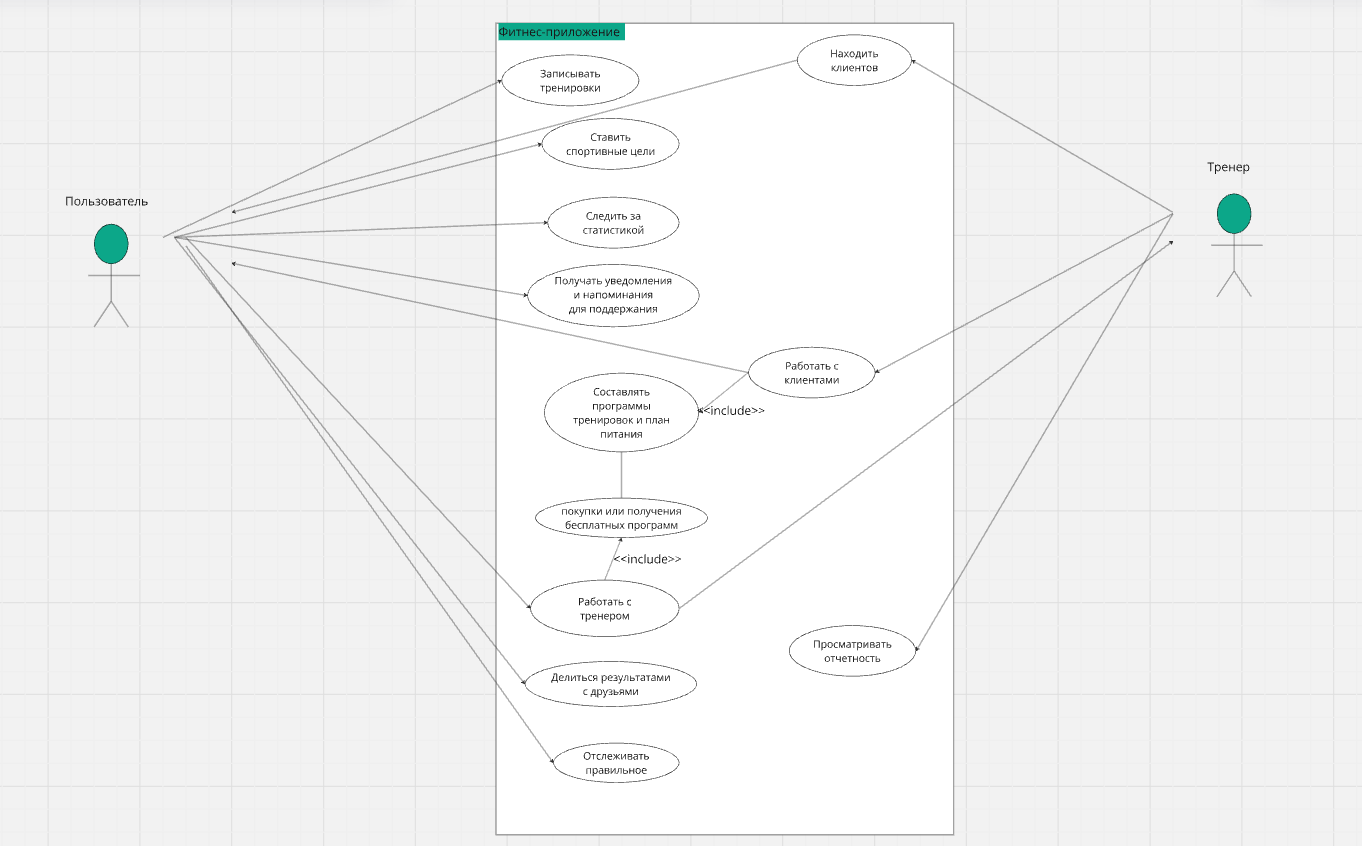 Фитнес-приложение
Находить
клиентов
Записывать
тренировки
Ставить
спортивные цели
Тренер
Пользователь
Следить за
статистикой
Получать уведомления
и напоминания
для поддержания
Работать с
клиентами
Составлять
программы
тренировок и план
питания
<<include>>
покупки или получения
бесплатных программ
<<include>>
Работать с
тренером
Просматривать
отчетность
Делиться результатами
с друзьями
Отслеживать
правильное